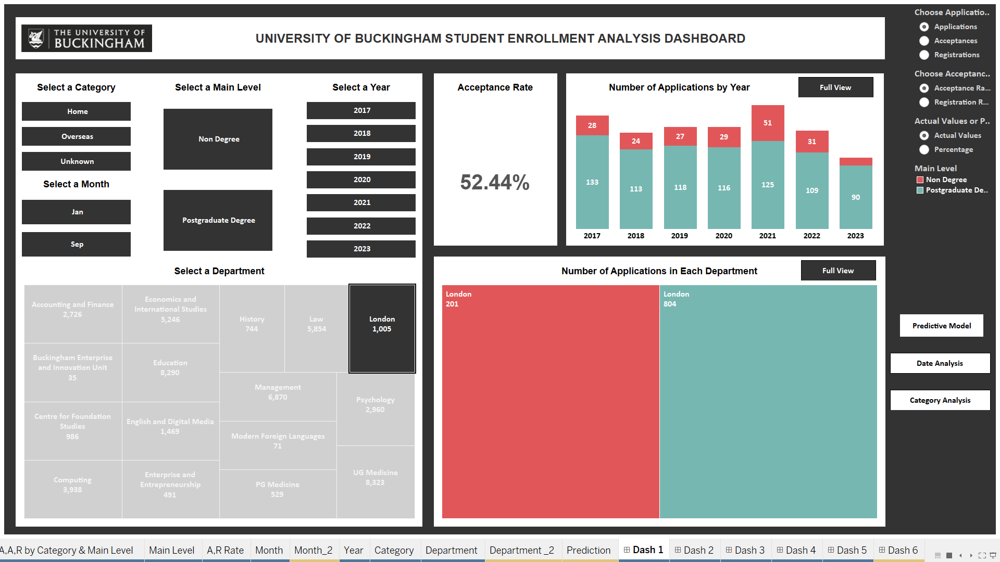 THE UNIVERSITY OF
BUCKINGHAM
UNIVERSITY OF BUCKINGHAM STUDENT ENROLLMENT ANALYSIS DASHBOARD
Choose Applicatio..
Applications
Acceptances
Registrations
Choose Acceptanc..
Acceptance Ra...
Registration R...
Actual Values or P..
Actual Values
Percentage
Main Level
Non Degree
Postgraduate De..
Select a Category
Home
Overseas
Unknown
Select a Month
Jan
Sep
Select a Main Level
Non Degree
Postgraduate Degree
Select a Year
2017
2018
2019
2020
2021
2022
2023
Acceptance Rate
52.44%
Number of Applications by Year
Full View
28
24
27
29
51
31
133
113
118
116
125
109
90
2017
2018
2019
2020
2021
2022
2023
Select a Department
Accounting and Finance
2,726
Buckingham Enterprise
and Innovation Unit
35
Centre for Foundation
Studies
986
Computing
3,938
Economics and
International Studies
5,246
Education
8,290
English and Digital Media
1,469
Enterprise and
Entrepreneurship
491
History
744
Law
5,854
London
1,005
Management
6,870
Modern Foreign Languages
71
PG Medicine
529
Psychology
2,960
UG Medicine
8,323
Number of Applications in Each Department
Full View
London
201
London
804
Predictive Model
Date Analysis
Category Analysis
A,A,R by Category & Main Level
Main Level
A,R Rate
Month
Month_2
Year
Category
Department
Department _2
Prediction
Dash 1
Dash 2
Dash 3
Dash 4
Dash 5
Dash 6